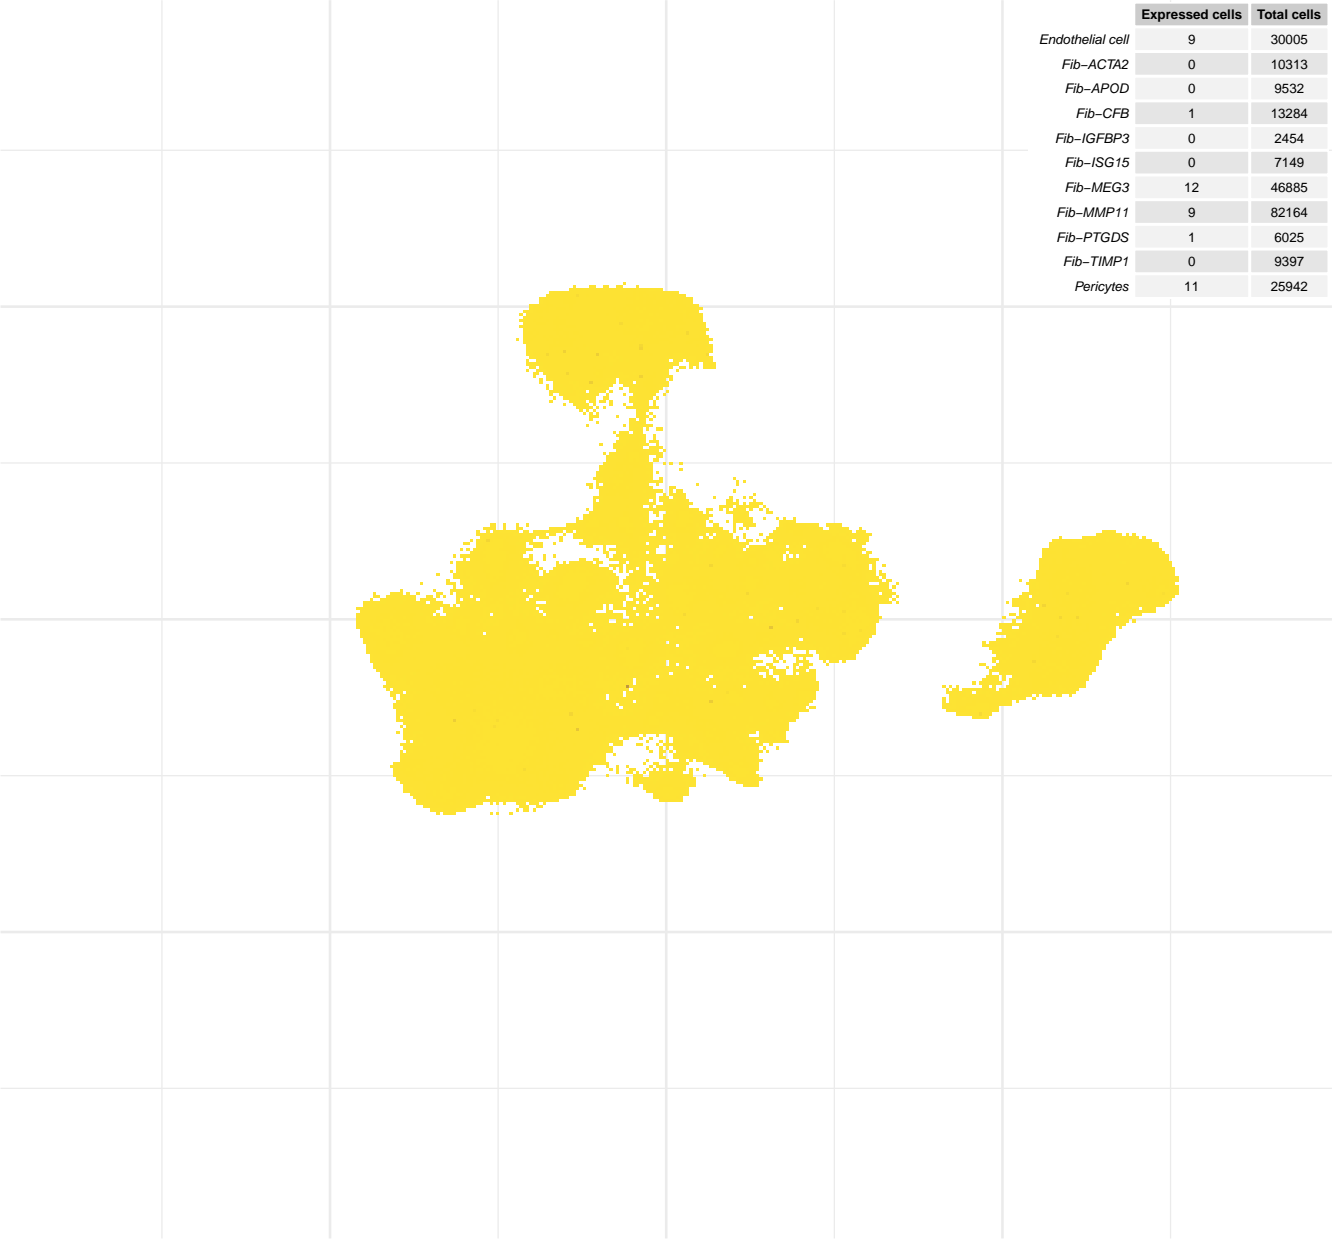 Expressed cells Total cells
Endothelial cell 9 30005
Fib−ACTA2 0 10313
Fib−APOD 0 9532
Fib−CFB 1 13284
Fib−IGFBP3 0 2454
Fib−ISG15 0 7149
Fib−MEG3 12 46885
Fib−MMP11 9 82164
Fib−PTGDS 1 6025
Fib−TIMP1 0 9397
Pericytes 11 25942